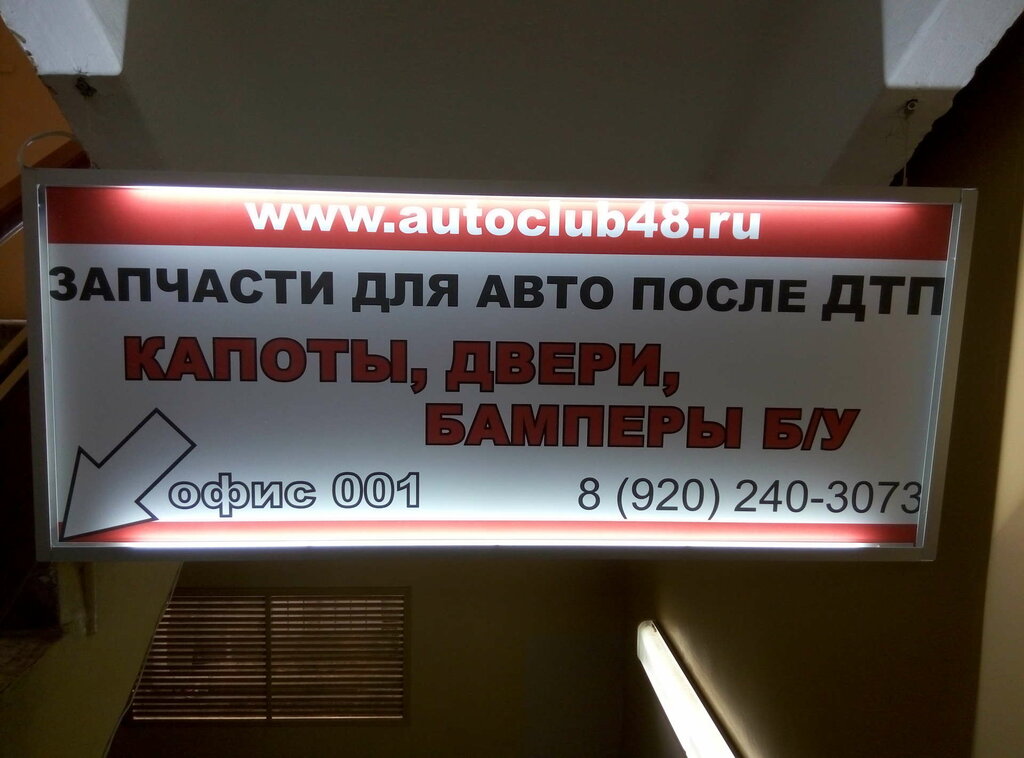 www.autoclub48.ru
ЗАПЧАСТИ ДЛЯ АВТО ПОСЛЕ ДТП
КАПОТЫ, ДВЕРИ,
БАМПЕРЫ Б/У
офис 001 8 (920) 240-3073